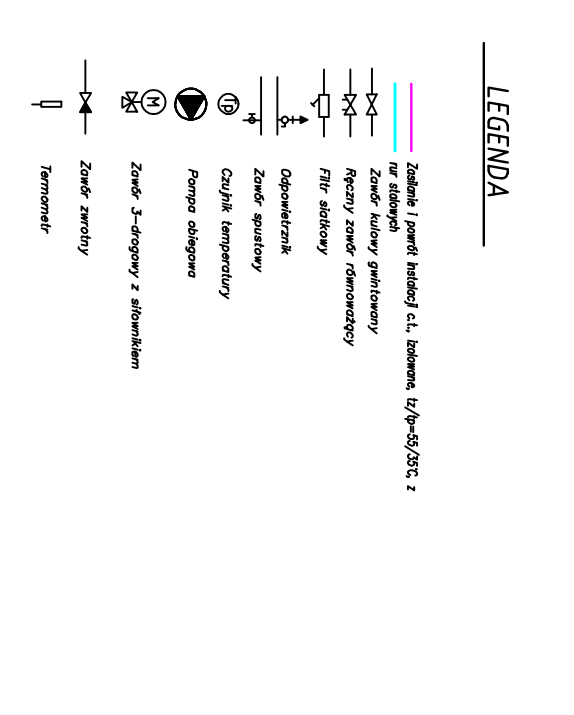 LEGENDA
Zasilanie i powrót instalacji c.t., izolowane, tz/tp=55/35°C, z
rur stalowych
Zawór kulowy gwintowany
Ręczny zawór równoważący
Filtr siatkowy
Odpowietrznik
Zawór spustowy
Tp
Czujnik temperatury
Pompa obiegowa
M
Zawór 3-drogowy z siłownikiem
Zawór zwrotny
Termometr